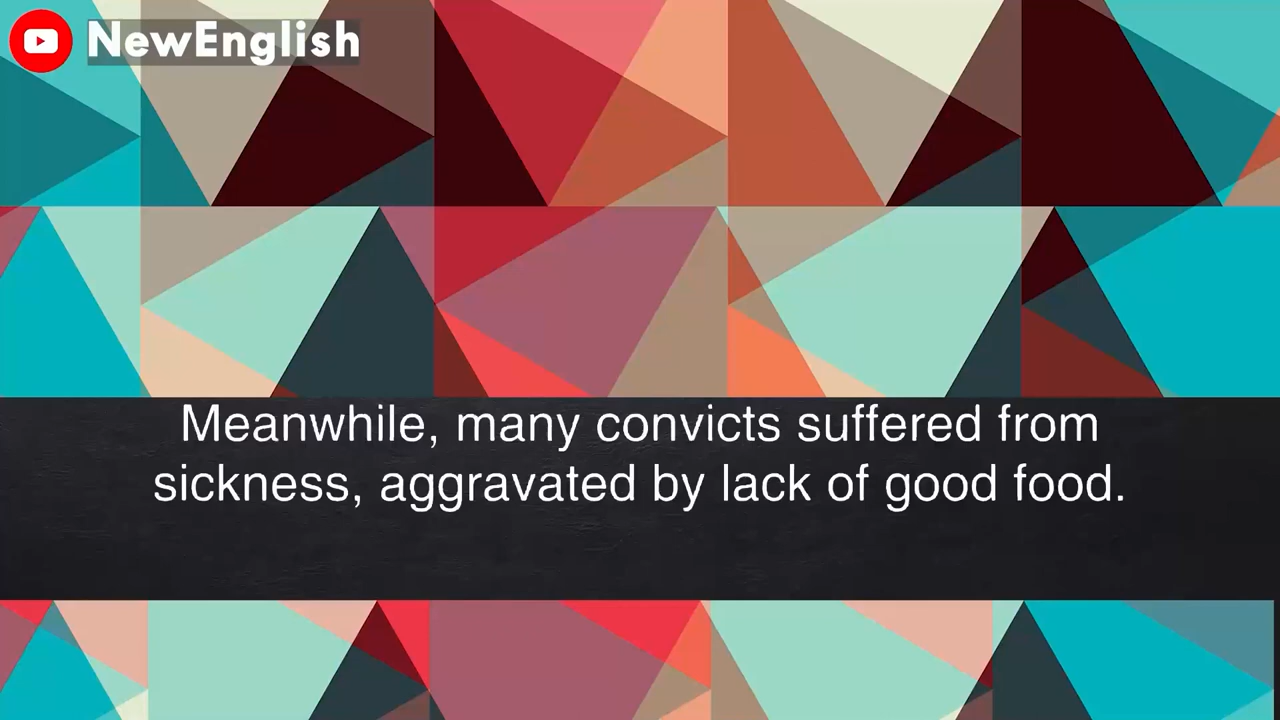 NewEnglish
Meanwhile, many convicts suffered from
sickness, aggravated by lack of good food.